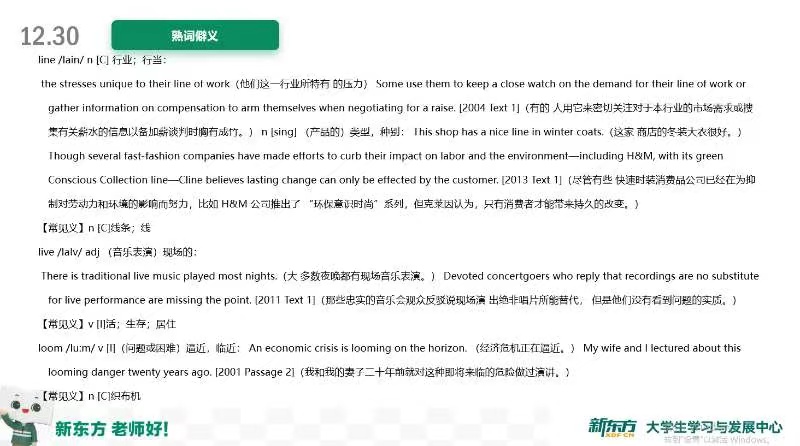 12.30
熟词僻义
line /lain/ n [C] 行业；行当：
the stresses unique to their line of work（他们这一行业所特有 的压力） Some use them to keep a close watch on the demand for their line of work or
gather information on compensation to arm themselves when negotiating for a raise. [2004 Text 1]（有的 人用它来密切关注对于本行业的市场需求或搜
集有关薪水的信息以备加薪谈判时胸有成竹。） n [sing] （产品的）类型，种别： This shop has a nice line in winter coats.（这家 商店的冬装大衣很好。）
Though several fast-fashion companies have made efforts to curb their impact on labor and the environment—including H&M, with its green
Conscious Collection line—Cline believes lasting change can only be effected by the customer. [2013 Text 1]（尽管有些 快速时装消费品公司已经在为抑
制对劳动力和环境的影响而努力，比如 H&M 公司推出了 “环保意识时尚”系列，但克莱因认为，只有消费者才能带来持久的改变。）
【常见义】n [C]线条；线
live /laIv/ adj （音乐表演）现场的：
There is traditional live music played most nights.（大 多数夜晚都有现场音乐表演。） Devoted concertgoers who reply that recordings are no substitute
for live performance are missing the point. [2011 Text 1]（那些忠实的音乐会观众反驳说现场演 出绝非唱片所能替代， 但是他们没有看到问题的实质。）
【常见义】v [I]活；生存；居住
loom /lu:m/ v [I]（问题或困难）逼近，临近： An economic crisis is looming on the horizon. （经济危机正在逼近。） My wife and I lectured about this
looming danger twenty years ago. [2001 Passage 2]（我和我的妻子二十年前就对这种即将来临的危险做过演讲。）
【常见义】n [C]织布机
新东方 老师好！
新东方 大学生学习与发展中心
XDF.CN
转到"设置"以激活 Windows。